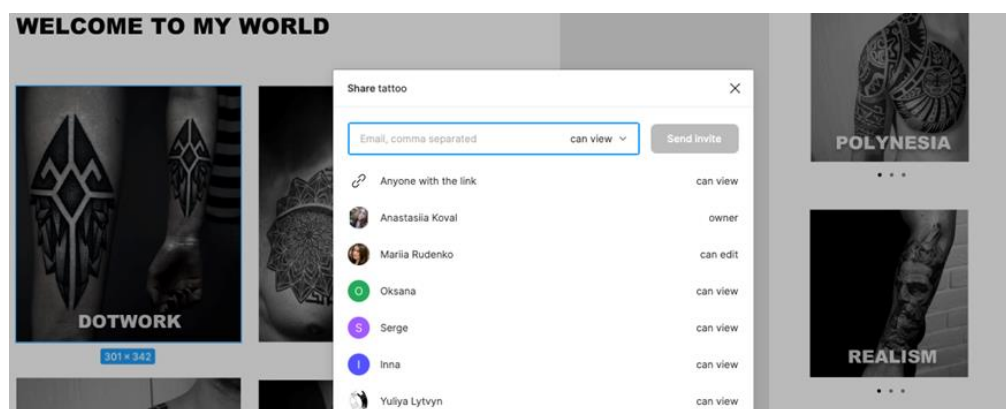 WELCOME TO MY WORLD
Share tattoo
Email, comma separated can view Send invite
Anyone with the link can view
Anastasiia Koval owner
Mariia Rudenko can edit
O Oksana can view
S Serge can view
I Inna can view
Yuliya Lytvyn can view
DOTWORK
301 × 342
POLYNESIA
REALISM